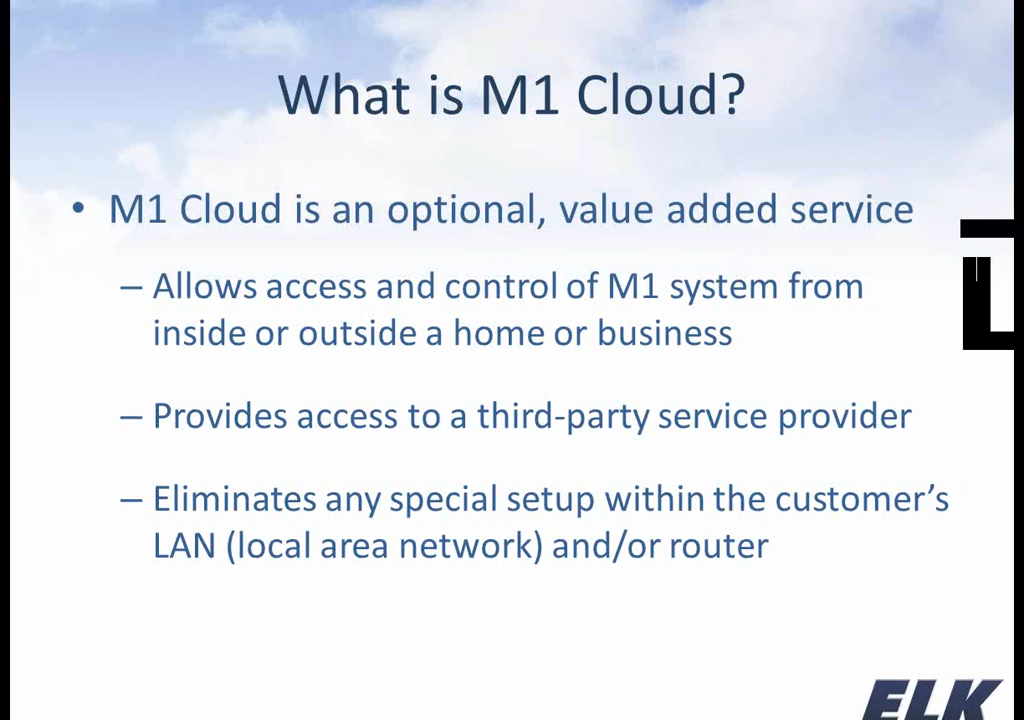 What is M1 Cloud?
• M1 Cloud is an optional, value added service
– Allows access and control of M1 system from
inside or outside a home or business
– Provides access to a third-party service provider
– Eliminates any special setup within the customer’s
LAN (local area network) and/or router
ELK